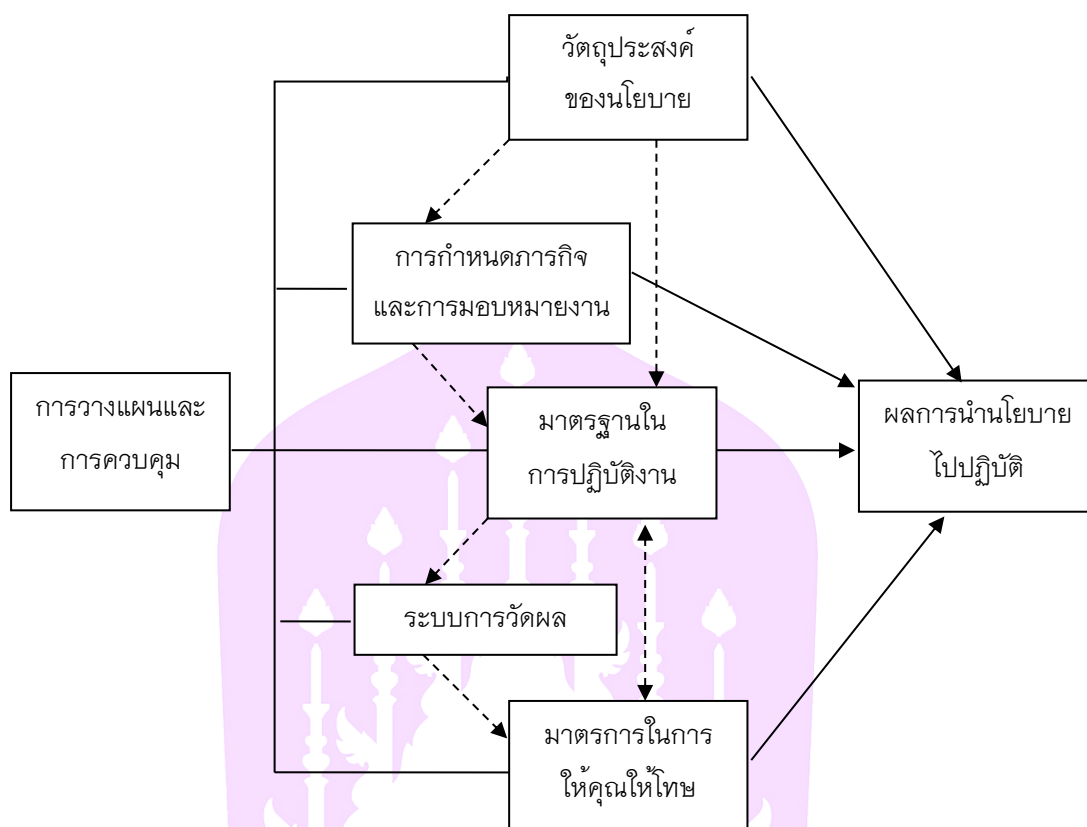 วัตถุประสงค์
ของนโยบาย
การกำหนดภารกิจ
และการมอบหมายงาน
การวางแผนและ
การควบคุม
มาตรฐานใน
การปฏิบัติงาน
ผลการนำนโยบาย
ไปปฏิบัติ
ระบบการวัดผล
มาตรการในการ
ให้คุณให้โทษ